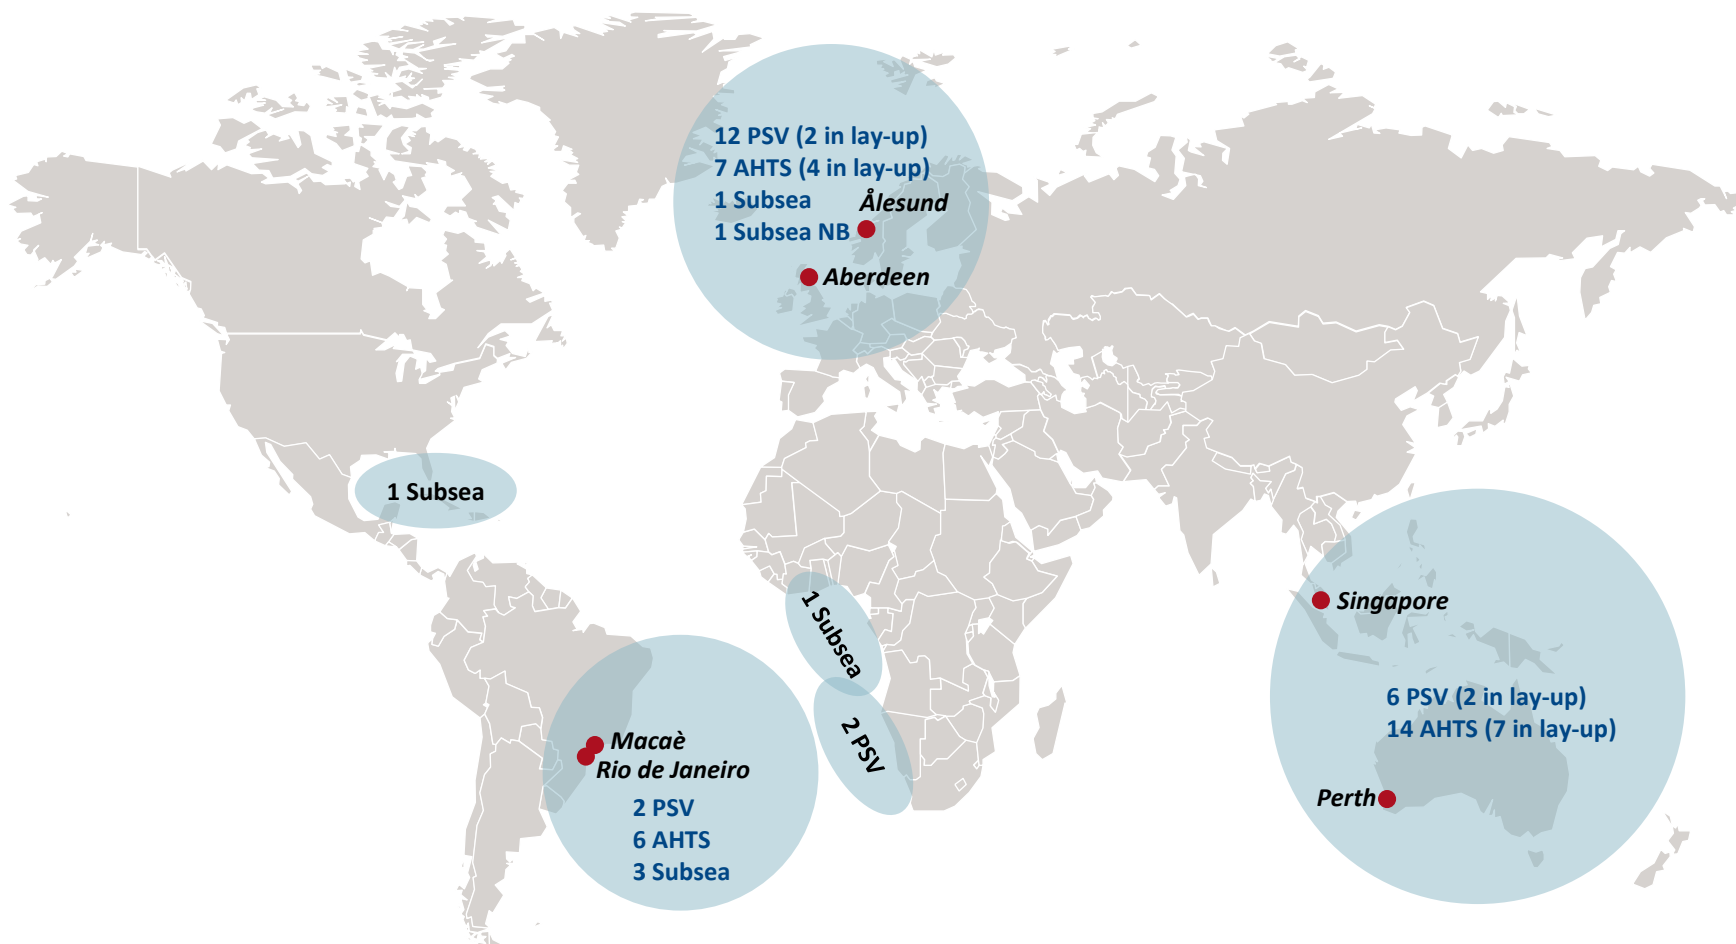 12 PSV (2 in lay-up)
7 AHTS (4 in lay-up)
1 Subsea
Ålesund
1 Subsea NB
Aberdeen
1 Subsea
1 Subsea
2 PSV
Macaè
Rio de Janeiro
2 PSV
6 AHTS
3 Subsea
Singapore
6 PSV (2 in lay-up)
14 AHTS (7 in lay-up)
Perth